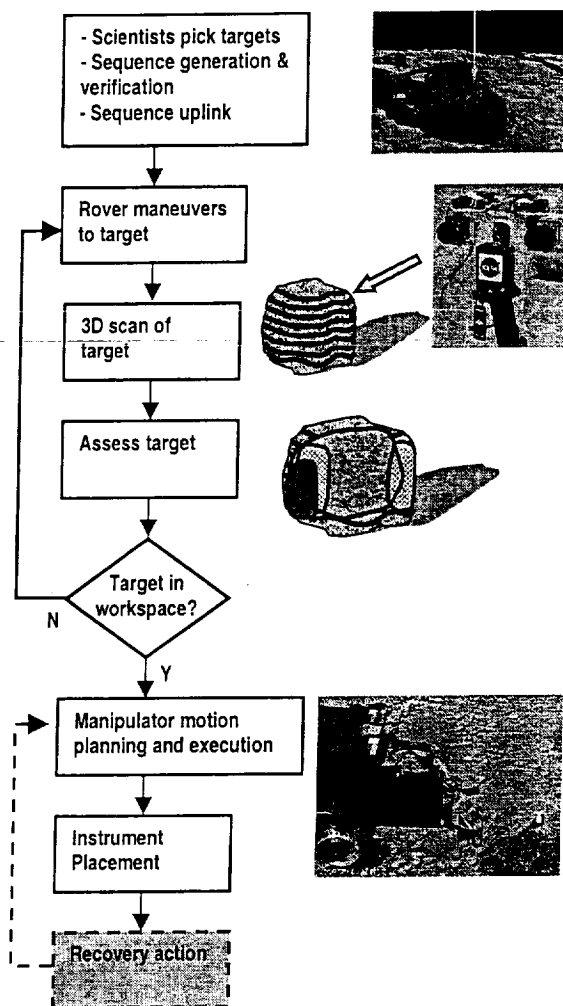 - Scientists pick targets
- Sequence generation &
verification
- Sequence uplink
Rover maneuvers
to target
3D scan of
target
Assess target
Target in
workspace?
N
Y
Manipulator motion
planning and execution
Instrument
Placement
Recovery action